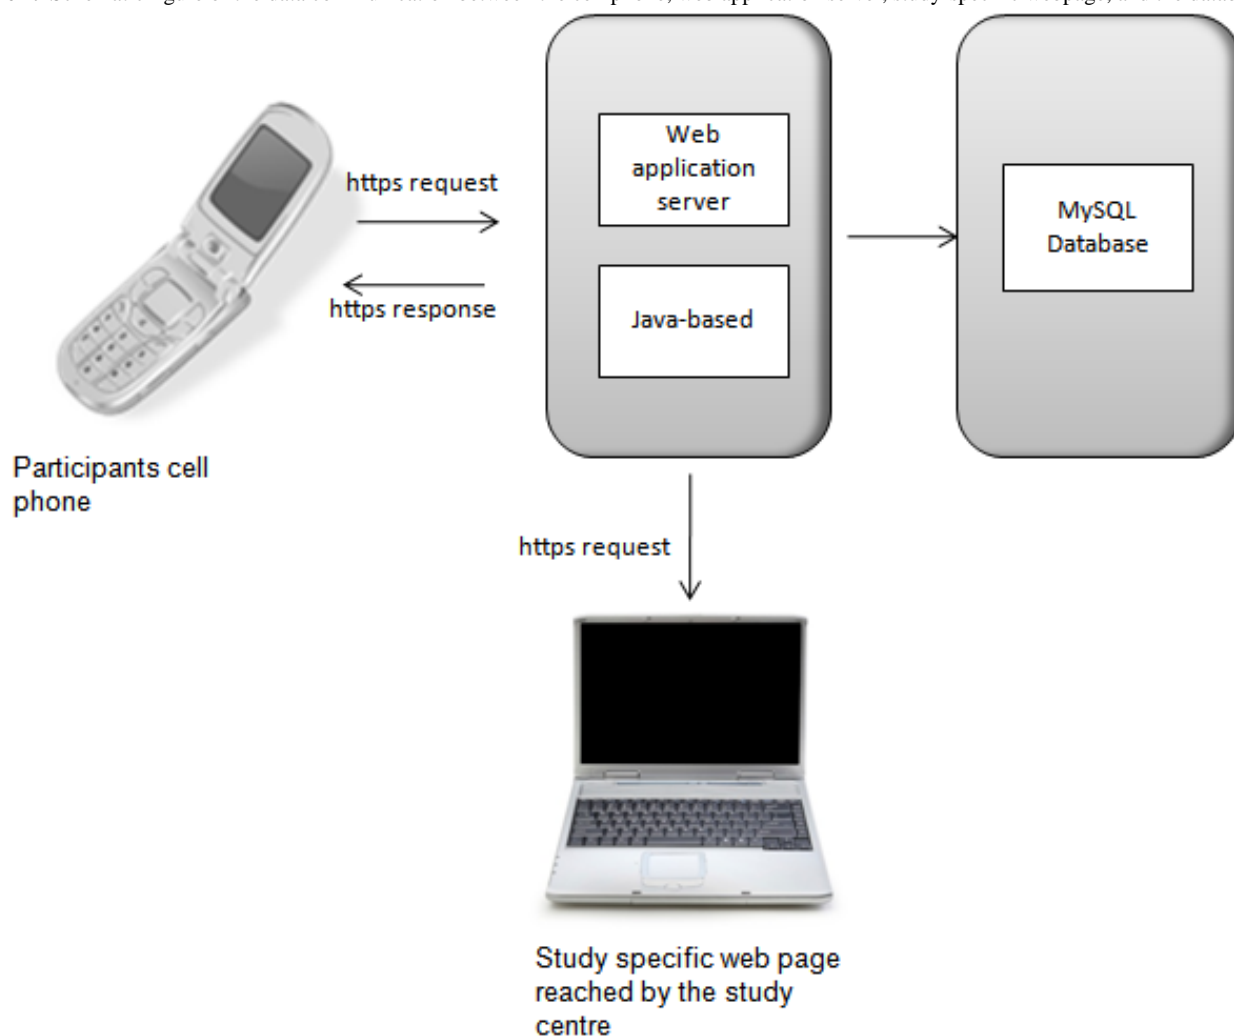 https request
https response
Participants cell
phone
Web
application
server
Java-based
MySQL
Database
https request
Study specific web page
reached by the study
centre